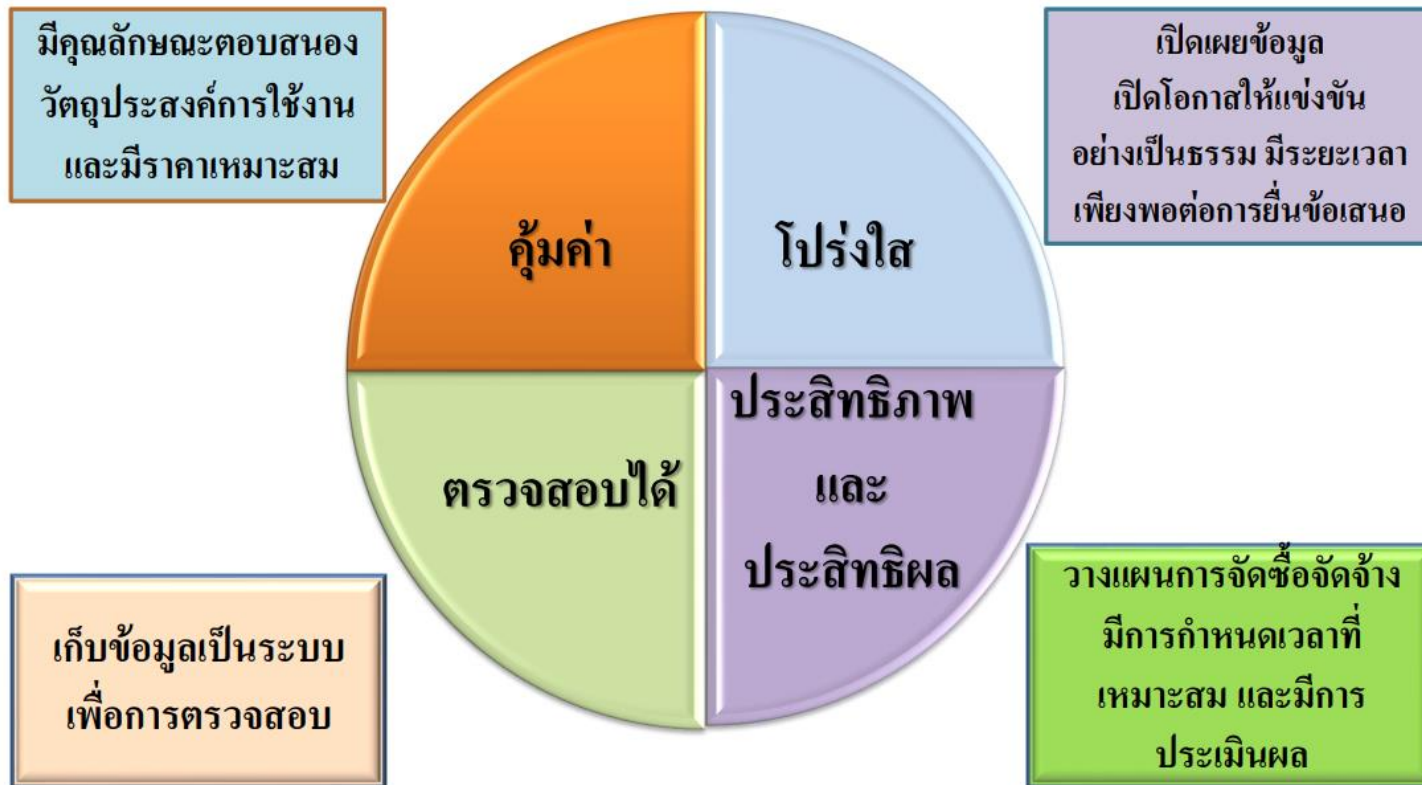 มีคุณลักษณะตอบสนอง
วัตถุประสงค์การใช้งาน
และมีราคาเหมาะสม
เปิดเผยข้อมูล
เปิดโอกาสให้แข่งขัน
อย่างเป็นธรรม มีระยะเวลา
เพียงพอต่อการยื่นข้อเสนอ
คุ้มค่า
โปร่งใส
ตรวจสอบได้
ประสิทธิภาพ
และ
ประสิทธิผล
เก็บข้อมูลเป็นระบบ
เพื่อการตรวจสอบ
วางแผนการจัดซื้อจัดจ้าง
มีการกำหนดเวลาที่
เหมาะสม และมีการ
ประเมินผล